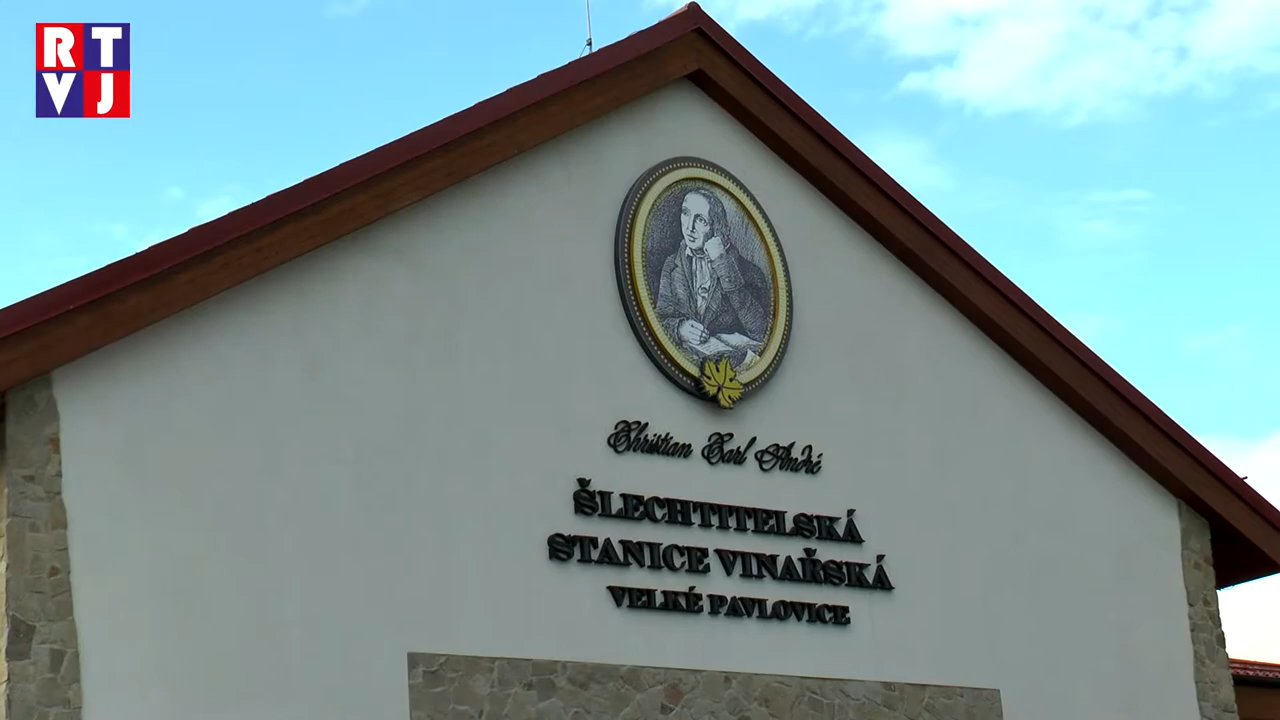 RT
VJ
Christian Carl André
ŠLECHTITELSKÁ
STANICE VINAŘSKÁ
VELKÉ PAVLOVICE